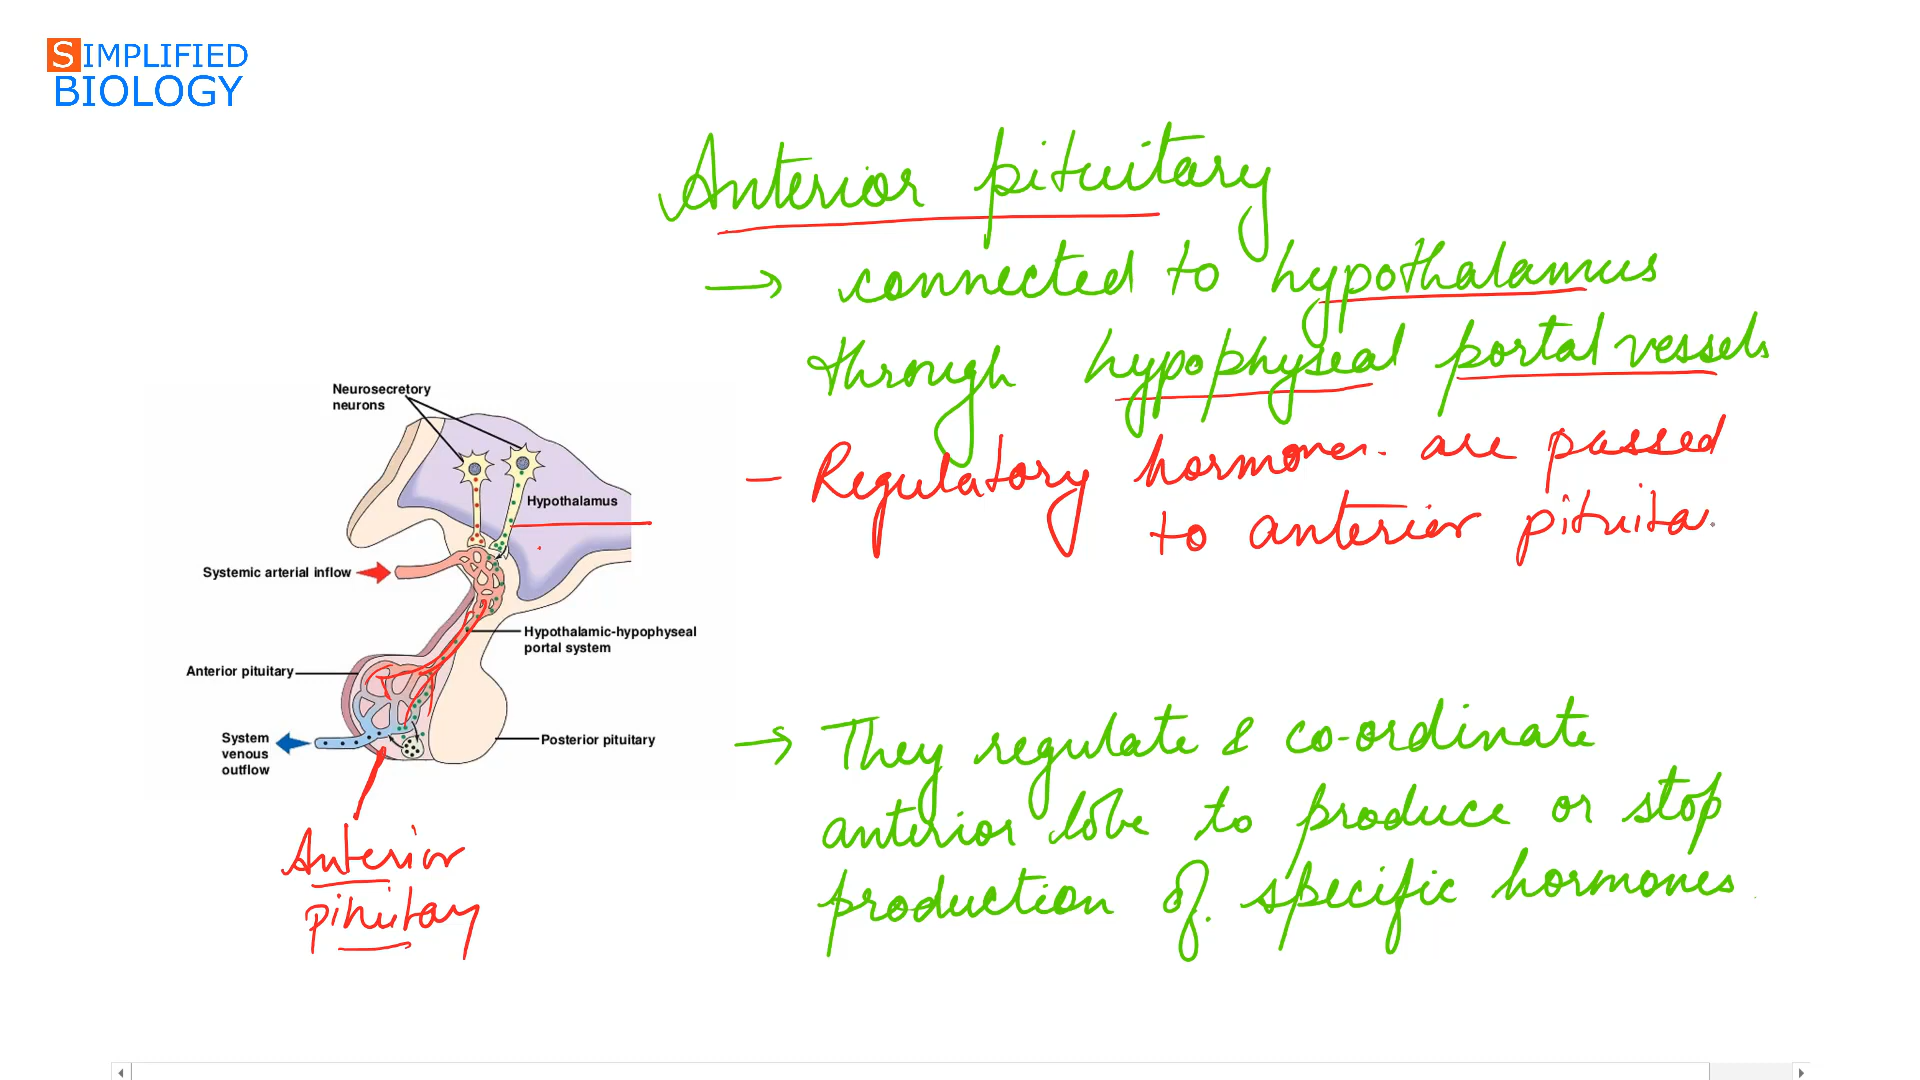 SIMPLIFIED
BIOLOGY
Anterior pituitary
→ connected to hypothalamus
through hypophyseal portal vessels
- Regulatory hormones are passed
to anterior pituita
→ They regulate & co-ordinate
anterior lobe to produce or stop
production of specific hormones
Neurosecretory
neurons
Hypothalamus
Systemic arterial inflow
Hypothalamic-hypophyseal
portal system
Anterior pituitary
System
venous
outflow
Posterior pituitary
Anterior
pituitary